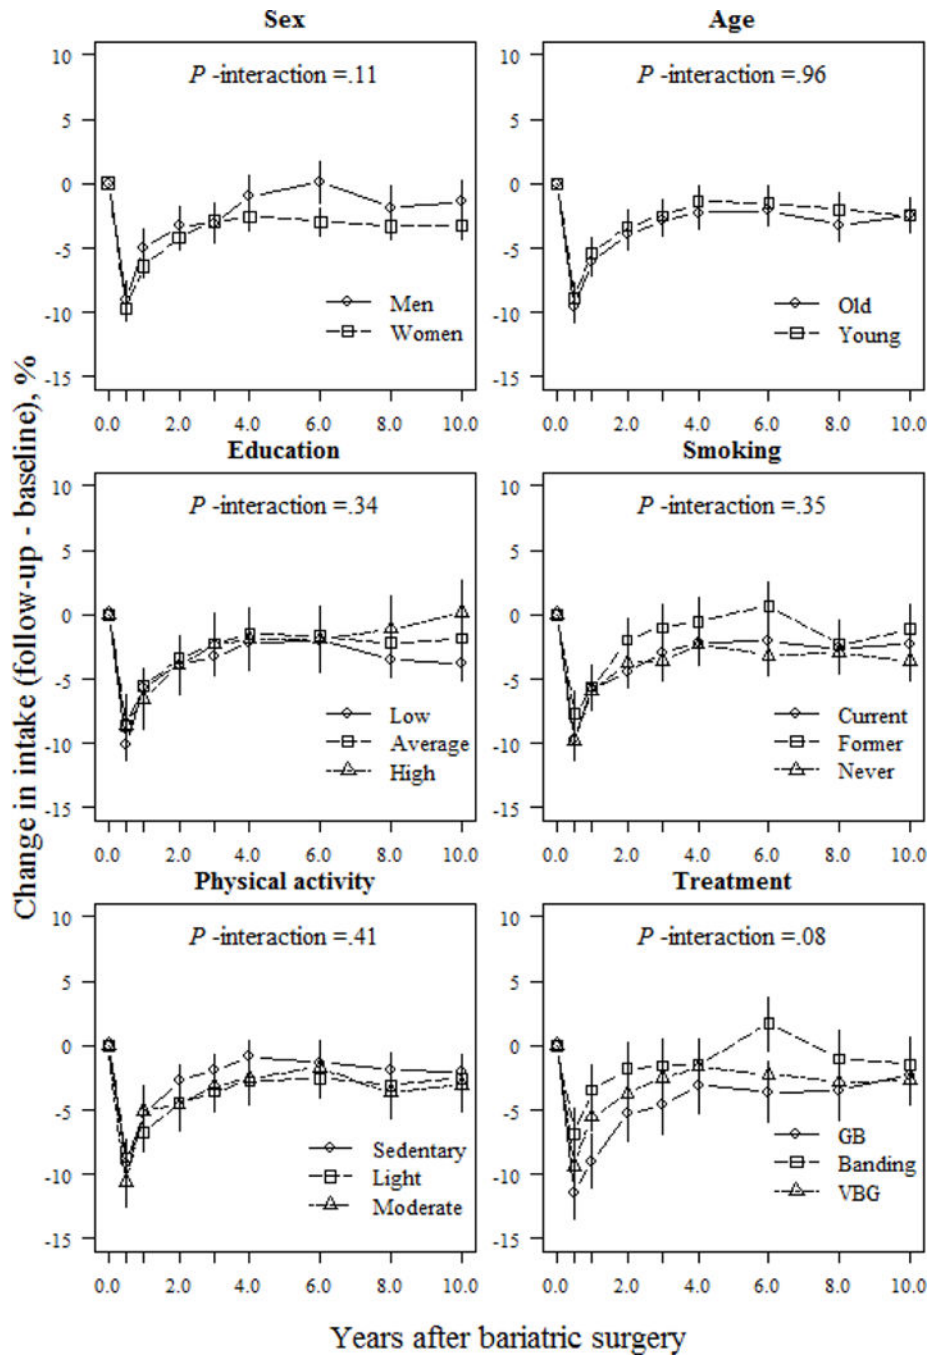 Sex
10
5
0
-5
-10
-15
P -interaction =.11
Men
Women
0.0 2.0 4.0 6.0 8.0 10.0
Age
10
5
0
-5
-10
-15
P -interaction =.96
Old
Young
0.0 2.0 4.0 6.0 8.0 10.0
Education
10
5
0
-5
-10
-15
P -interaction =.34
Low
Average
High
0.0 2.0 4.0 6.0 8.0 10.0
Smoking
10
5
0
-5
-10
-15
P -interaction =.35
Current
Former
Never
0.0 2.0 4.0 6.0 8.0 10.0
Physical activity
10
5
0
-5
-10
-15
P -interaction =.41
Sedentary
Light
Moderate
0.0 2.0 4.0 6.0 8.0 10.0
Treatment
10
5
0
-5
-10
-15
P -interaction =.08
GB
Banding
VBG
0.0 2.0 4.0 6.0 8.0 10.0
Change in intake (follow-up - baseline), %
Years after bariatric surgery